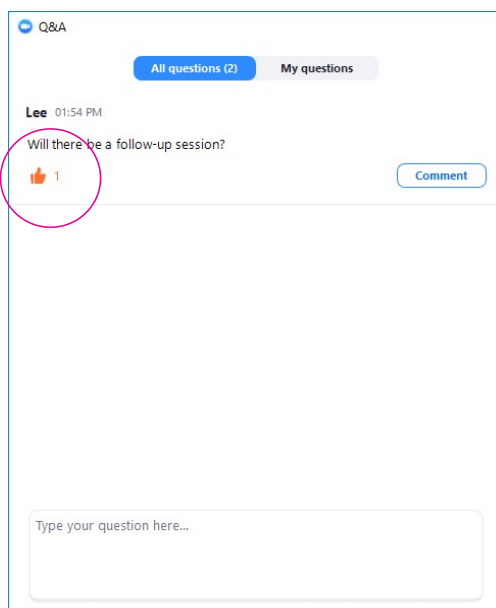 Q&A
All questions (2) My questions
Lee 01:54 PM
Will there be a follow-up session?
1 Comment
Type your question here...